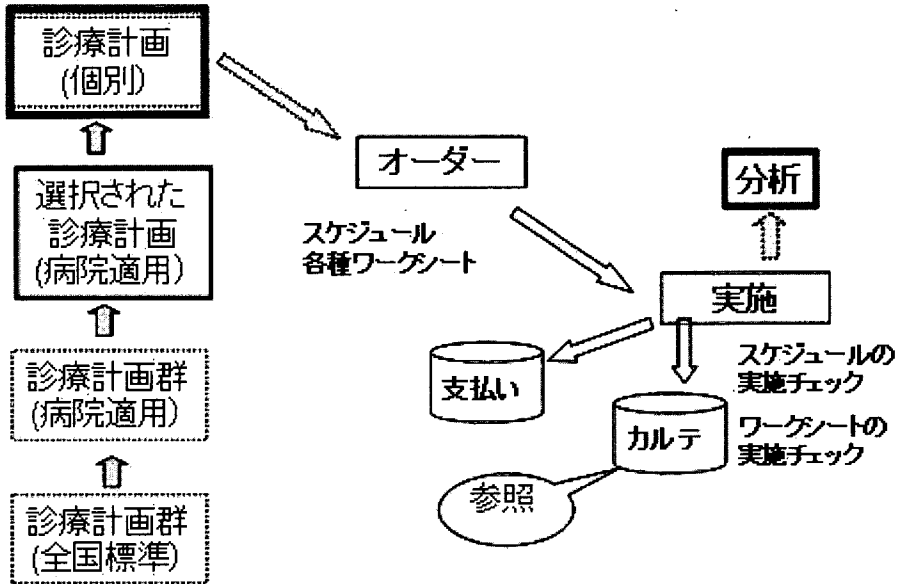 診療計画
(個別)
選択された
診療計画
(病院適用)
診療計画群
(病院適用)
診療計画群
(全国標準)
オーダー
スケジュール
各種ワークシート
分析
実施
支払い
カルテ
スケジュールの
実施チェック
ワークシートの
実施チェック
参照